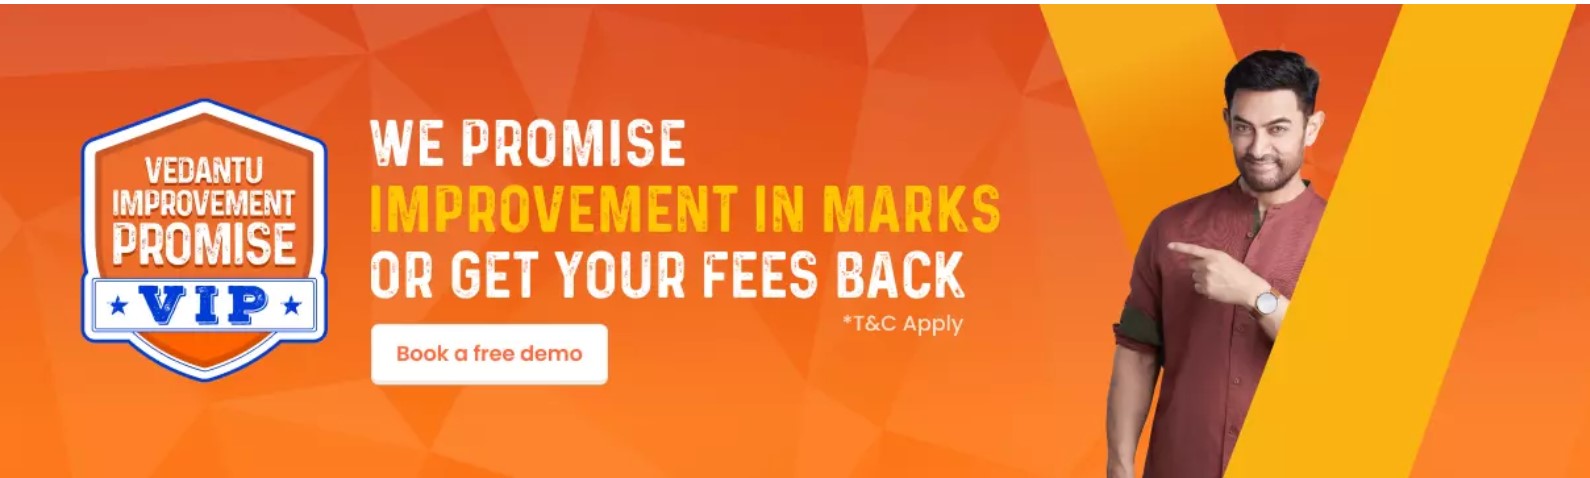 VEDANTU
IMPROVEMENT
PROMISE
VIP
WE PROMISE
IMPROVEMENT IN MARKS
OR GET YOUR FEES BACK
*T&C Apply
Book a free demo